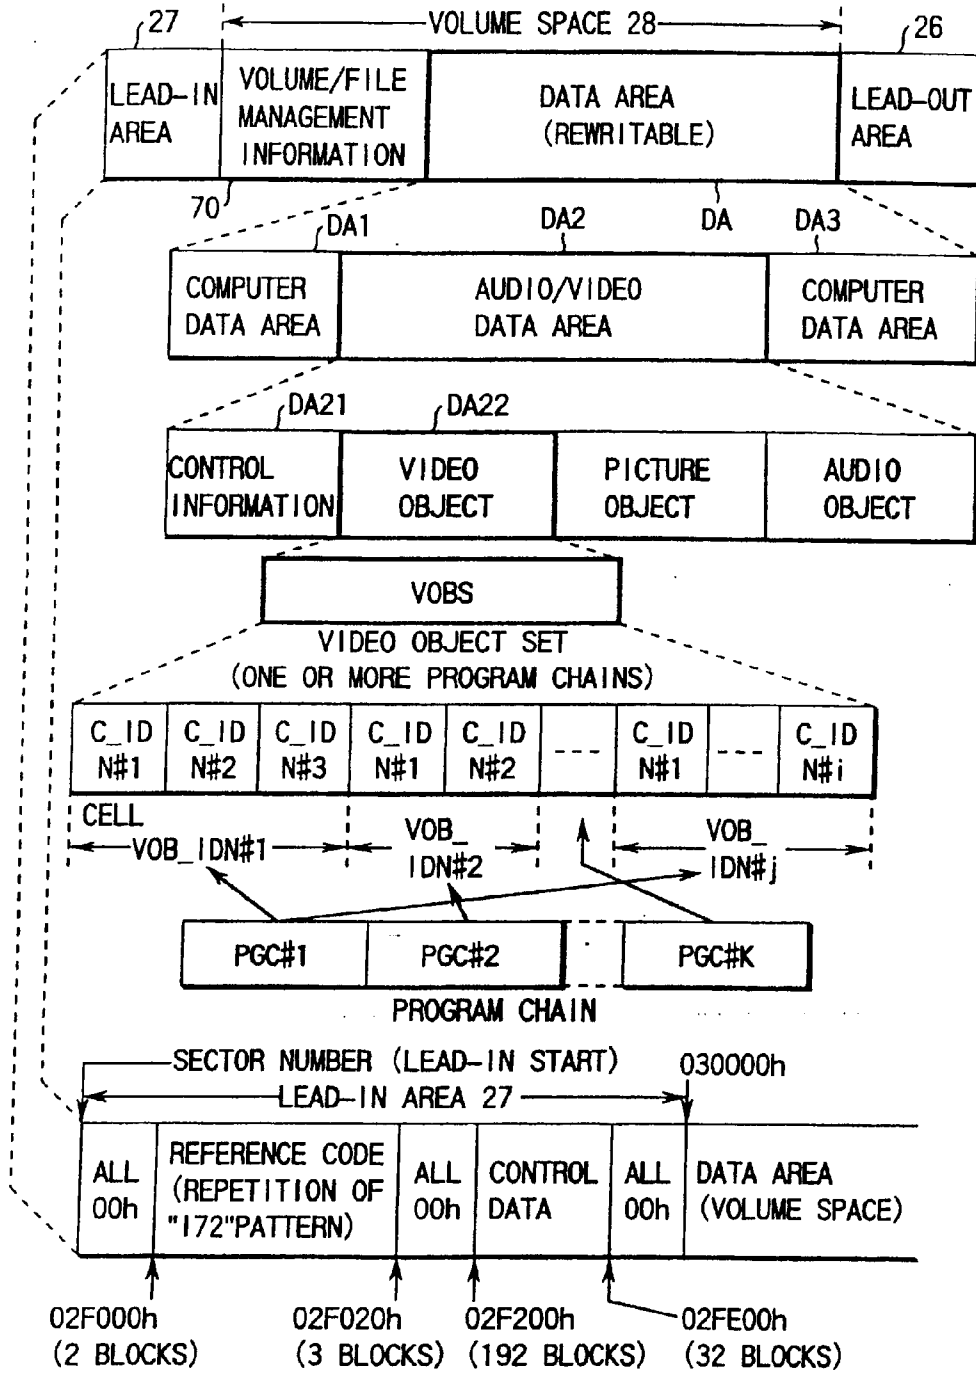 27
VOLUME SPACE 28
26
LEAD-IN
AREA
VOLUME/FILE
MANAGEMENT
INFORMATION
DATA AREA
(REWRITABLE)
LEAD-OUT
AREA
70
DA1
DA2
DA
DA3
COMPUTER
DATA AREA
AUDIO/VIDEO
DATA AREA
COMPUTER
DATA AREA
DA21
DA22
CONTROL
INFORMATION
VIDEO
OBJECT
PICTURE
OBJECT
AUDIO
OBJECT
VOBS
VIDEO OBJECT SET
(ONE OR MORE PROGRAM CHAINS)
C_ID
N#1
C_ID
N#2
C_ID
N#3
C_ID
N#1
C_ID
N#2
----
C_ID
N#1
---
C_ID
N#i
CELL
VOB_IDN#1
VOB_
IDN#2
VOB_
IDN#j
PGC#1
PGC#2
PGC#K
PROGRAM CHAIN
SECTOR NUMBER (LEAD-IN START)
030000h
LEAD-IN AREA 27
ALL
00h
REFERENCE CODE
(REPETITION OF
"172"PATTERN)
ALL
00h
CONTROL
DATA
ALL
00h
DATA AREA
(VOLUME SPACE)
02F000h
(2 BLOCKS)
02F020h
(3 BLOCKS)
02F200h
(192 BLOCKS)
02FE00h
(32 BLOCKS)